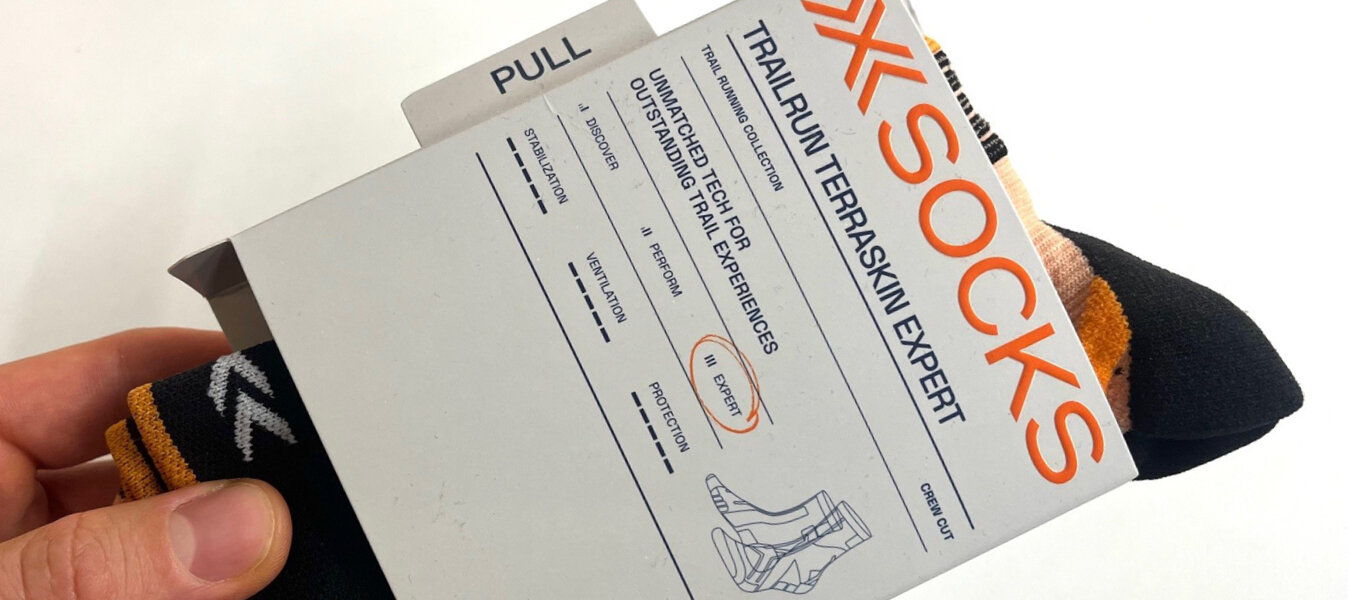 PULL
X SOCKS
TRAILRUN TERRASKIN EXPERT
TRAIL RUNNING COLLECTION
CREW CUT
UNMATCHED TECH FOR
OUTSTANDING TRAIL EXPERIENCES
DISCOVER
PERFORM
EXPERT
STABILIZATION
VENTILATION
PROTECTION